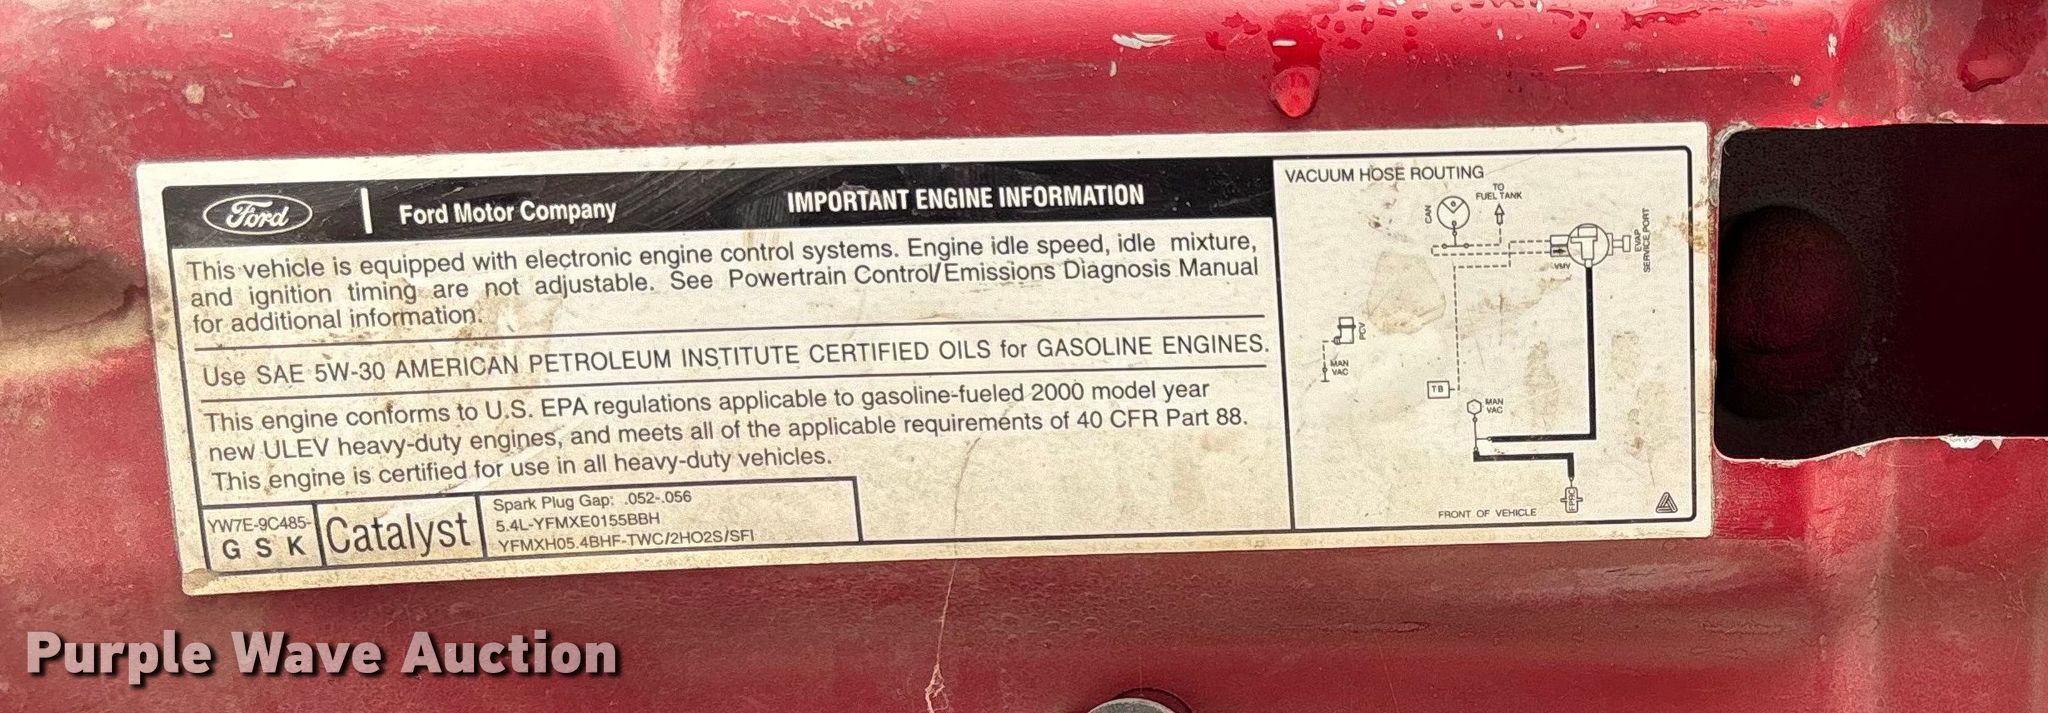 Ford
Ford Motor Company
IMPORTANT ENGINE INFORMATION
This vehicle is equipped with electronic engine control systems. Engine idle speed, idle mixture,
and ignition timing are not adjustable. See Powertrain Control/Emissions Diagnosis Manual
for additional information.
Use SAE 5W-30 AMERICAN PETROLEUM INSTITUTE CERTIFIED OILS for GASOLINE ENGINES.
This engine conforms to U.S. EPA regulations applicable to gasoline-fueled 2000 model year
new ULEV heavy-duty engines, and meets all of the applicable requirements of 40 CFR Part 88.
This engine is certified for use in all heavy-duty vehicles.
YW7E-9C485-
G S K
Catalyst
Spark Plug Gap: .052-.056
5.4L-YFMXE0155BBH
YFMXH05.4BHF-TWC/2HO2S/SFI
VACUUM HOSE ROUTING
TO
FUEL TANK
CAN
EVAP
SERVICE PORT
VMV
PCV
MAN
VAC
TB
MAN
VAC
FPRC
FRONT OF VEHICLE
Purple Wave Auction